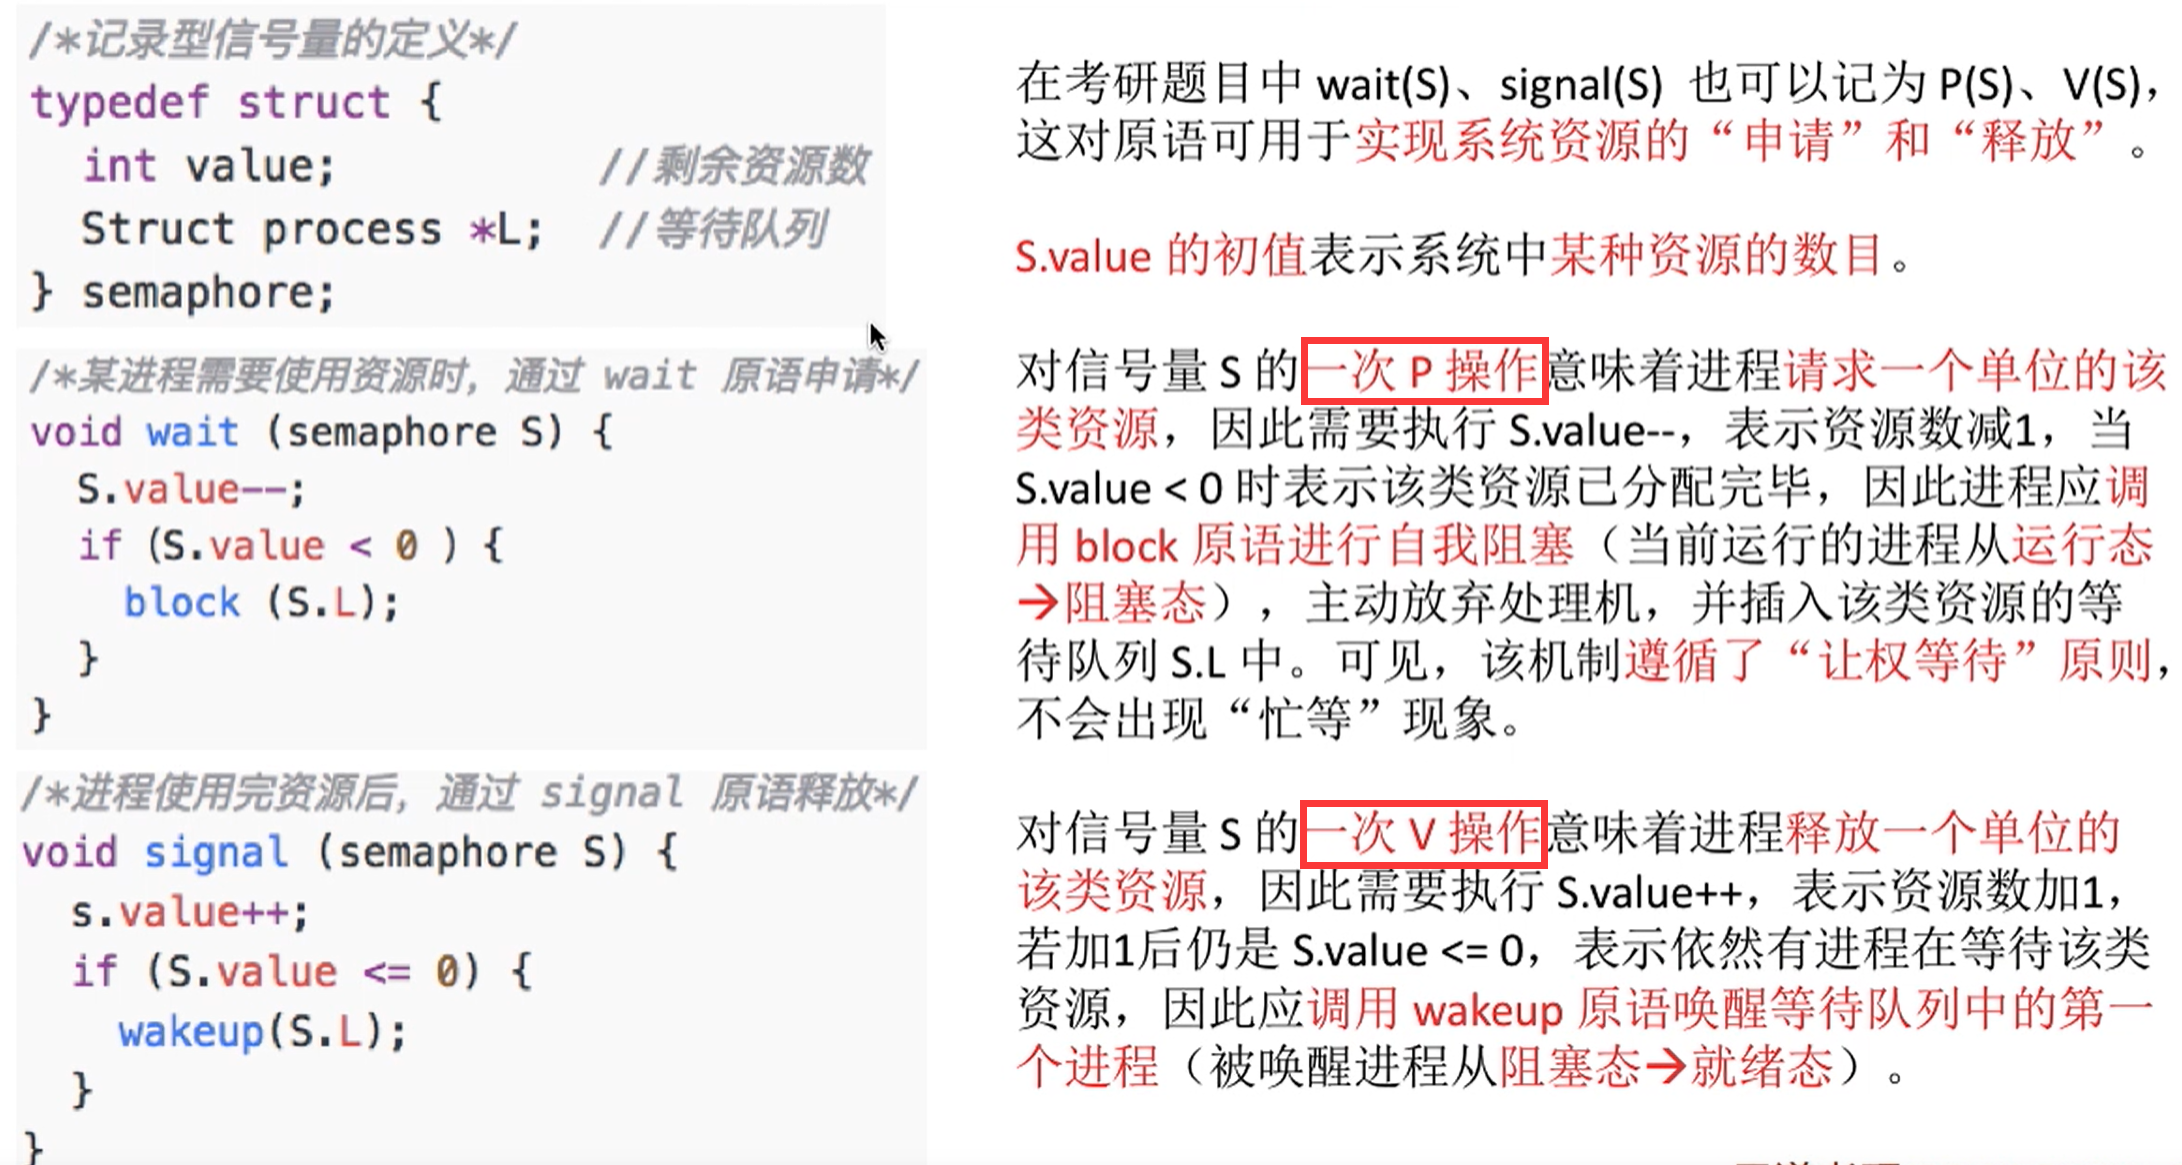 /*记录型信号量的定义*/
typedef struct {
int value; //剩余资源数
Struct process *L; //等待队列
} semaphore;
/*某进程需要使用资源时，通过 wait 原语申请*/
void wait (semaphore S) {
S.value--;
if (S.value < 0 ) {
block (S.L);
}
}
/*进程使用完资源后，通过 signal 原语释放*/
void signal (semaphore S) {
s.value++;
if (S.value <= 0) {
wakeup(S.L);
}
}
在考研题目中 wait(S)、signal(S) 也可以记为 P(S)、V(S)，
这对原语可用于实现系统资源的“申请”和“释放”。
S.value 的初值表示系统中某种资源的数目。
对信号量 S 的一次 P 操作意味着进程请求一个单位的该
类资源，因此需要执行 S.value--，表示资源数减1，当
S.value < 0 时表示该类资源已分配完毕，因此进程应调
用 block 原语进行自我阻塞（当前运行的进程从运行态
→阻塞态），主动放弃处理机，并插入该类资源的等
待队列 S.L 中。可见，该机制遵循了“让权等待”原则，
不会出现“忙等”现象。
对信号量 S 的一次 V 操作意味着进程释放一个单位的
该类资源，因此需要执行 S.value++，表示资源数加1，
若加1后仍是 S.value <= 0，表示依然有进程在等待该类
资源，因此应调用 wakeup 原语唤醒等待队列中的第一
个进程（被唤醒进程从阻塞态→就绪态）。